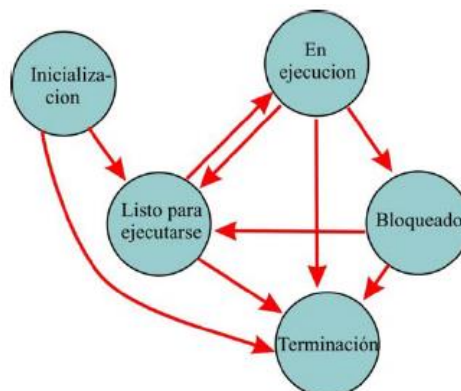 En
ejecucion
Inicializa-
cion
Listo para
ejecutarse
Bloqueado
Terminación